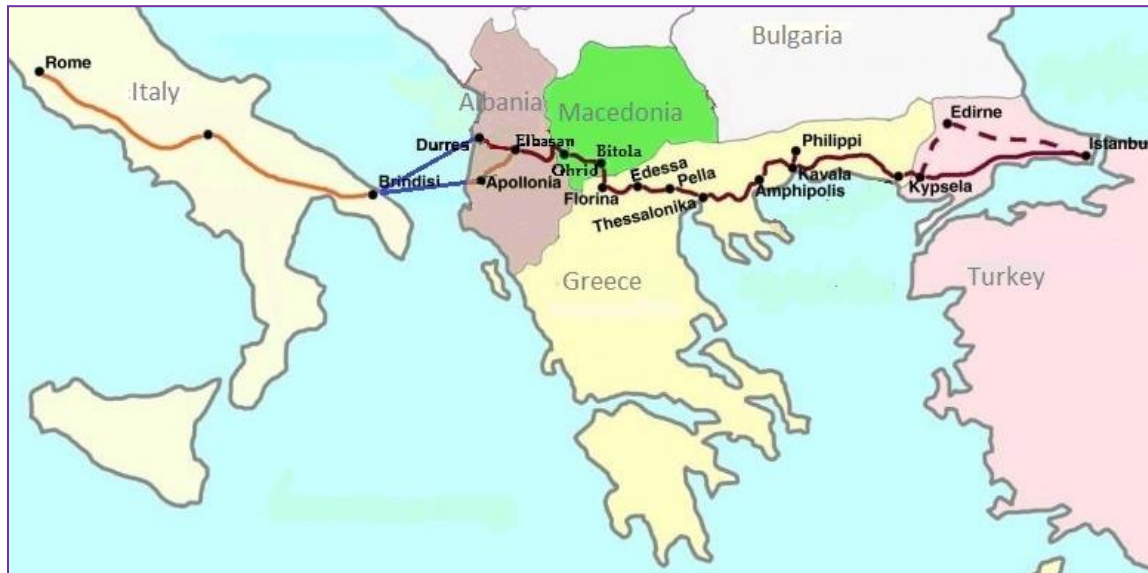 Bulgaria
Rome
Italy
Albania
Macedonia
Edirne
Durres
Elbasan
Ohrid
Bitola
Philippi
Istanbul
Brindisi
Apollonia
Florina
Edessa
Pella
Thessalonika
Amphipolis
Kavala
Kypsela
Greece
Turkey